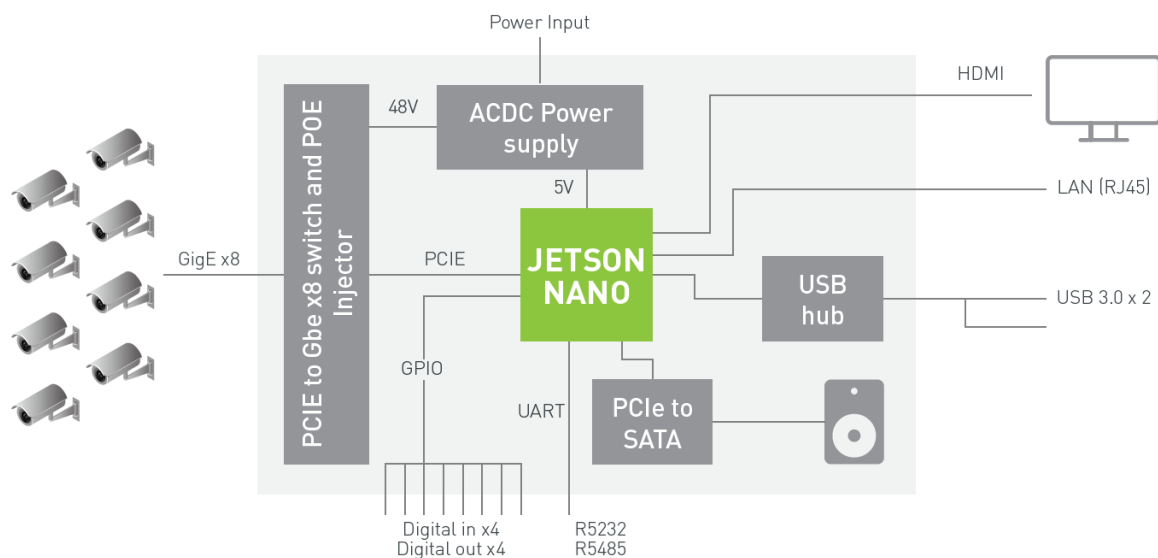 Power Input
HDMI
48V
ACDC Power
supply
5V
LAN (RJ45)
GigE x8
PCIE to Gbe x8 switch and POE
Injector
PCIE
JETSON
NANO
USB
hub
USB 3.0 x 2
GPIO
UART
PCIe to
SATA
Digital in x4
Digital out x4
R5232
R5485